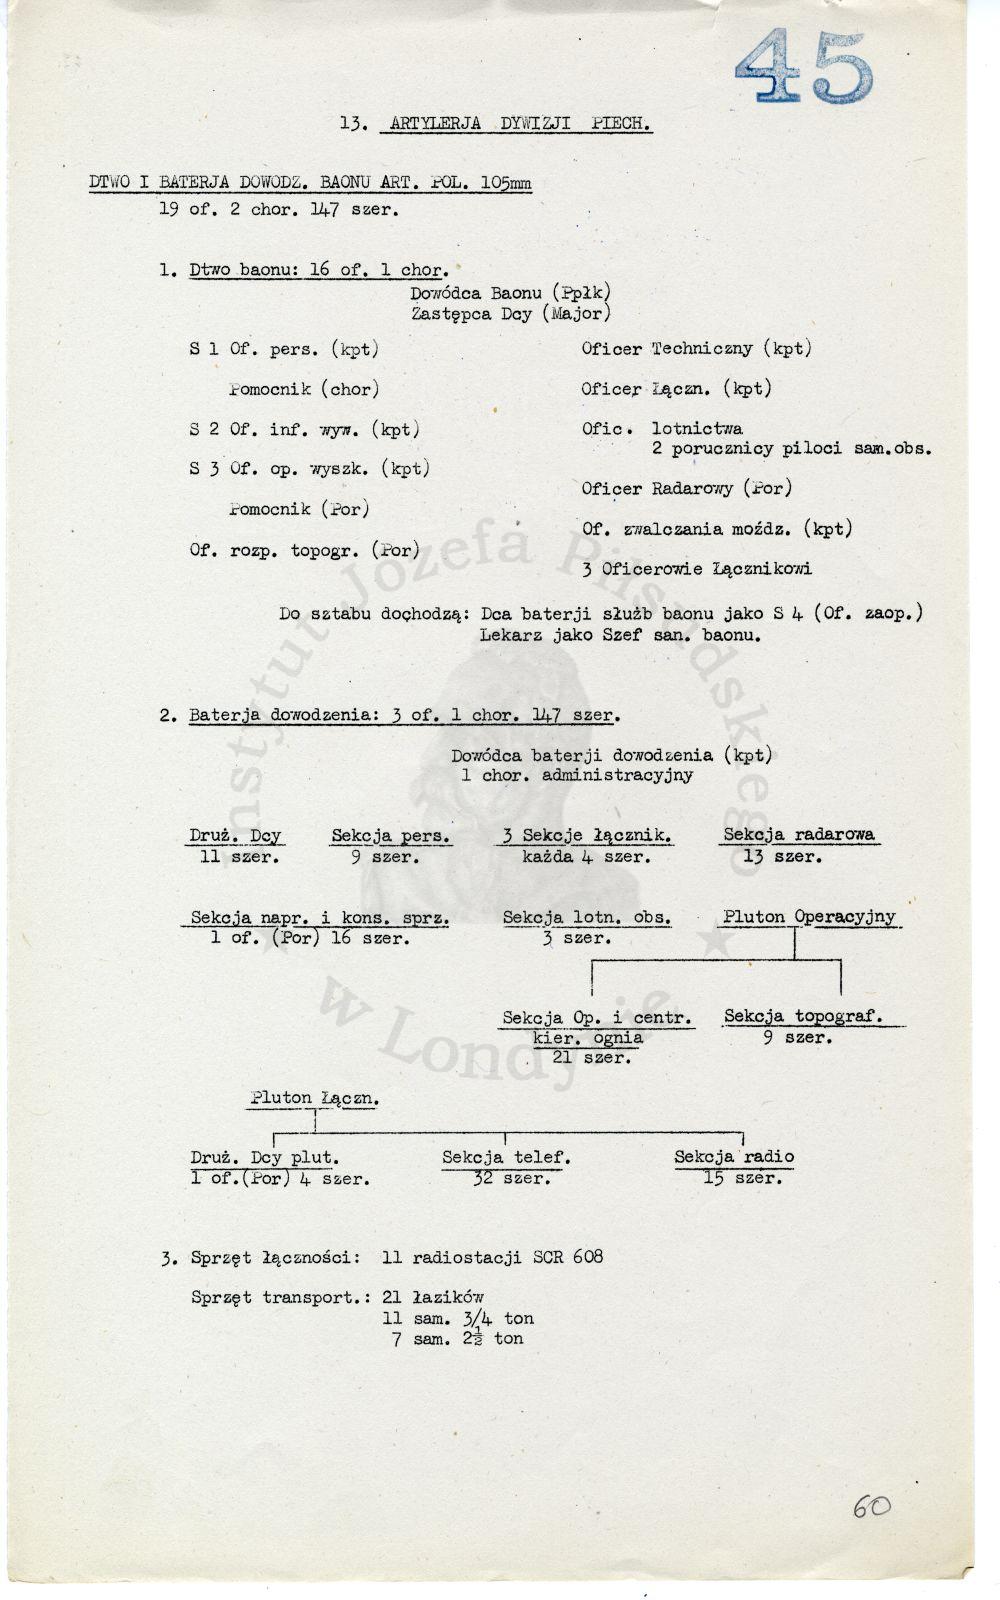 45
13. ARTYLERJA DYWIZJI PIECH.
DTWO I BATERJA DOWODZ. BAONU ART. POL. 105mm
19 of. 2 chor. 147 szer.
1. Dtwo baonu: 16 of. 1 chor.
Dowódca Baonu (Ppłk)
Zastępca Dcy (Major)
S 1 Of. pers. (kpt)
Pomocnik (chor)
S 2 Of. inf. wyw. (kpt)
S 3 Of. op. wyszk. (kpt)
Pomocnik (Por)
Of. rozp. topogr. (Por)
Oficer Techniczny (kpt)
Oficer Łączn. (kpt)
Ofic. lotnictwa
2 porucznicy piloci sam.obs.
Oficer Radarowy (Por)
Of. zwalczania moźdz. (kpt)
3 Oficerowie Łącznikowi
Do sztabu dochodzą: Dca baterji służb baonu jako S 4 (Of. zaop.)
Lekarz jako Szef san. baonu.
2. Baterja dowodzenia: 3 of. 1 chor. 147 szer.
Dowódca baterji dowodzenia (kpt)
1 chor. administracyjny
Druż. Dcy
11 szer.
Sekcja pers.
9 szer.
3 Sekcje łącznik.
każda 4 szer.
Sekcja radarowa
13 szer.
Sekcja napr. i kons. sprz.
1 of. (Por) 16 szer.
Sekcja lotn. obs.
3 szer.
Pluton Operacyjny
Sekcja Op. i centr.
kier. ognia
21 szer.
Sekcja topograf.
9 szer.
Pluton Łączn.
Druż. Dcy plut.
1 of.(Por) 4 szer.
Sekcja telef.
32 szer.
Sekcja radio
15 szer.
3. Sprzęt łączności: 11 radiostacji SCR 608
Sprzęt transport.: 21 łazików
11 sam. 3/4 ton
7 sam. 2½ ton
60
Instytut Józefa Piłsudskiego
w Londynie